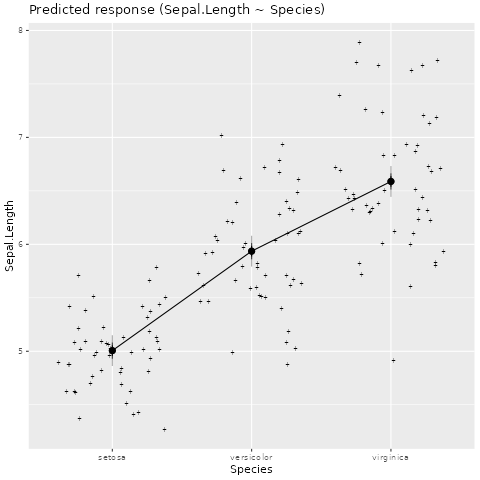 Predicted response (Sepal.Length ~ Species)
8
7
6
5
Sepal.Length
setosa
versicolor
virginica
Species